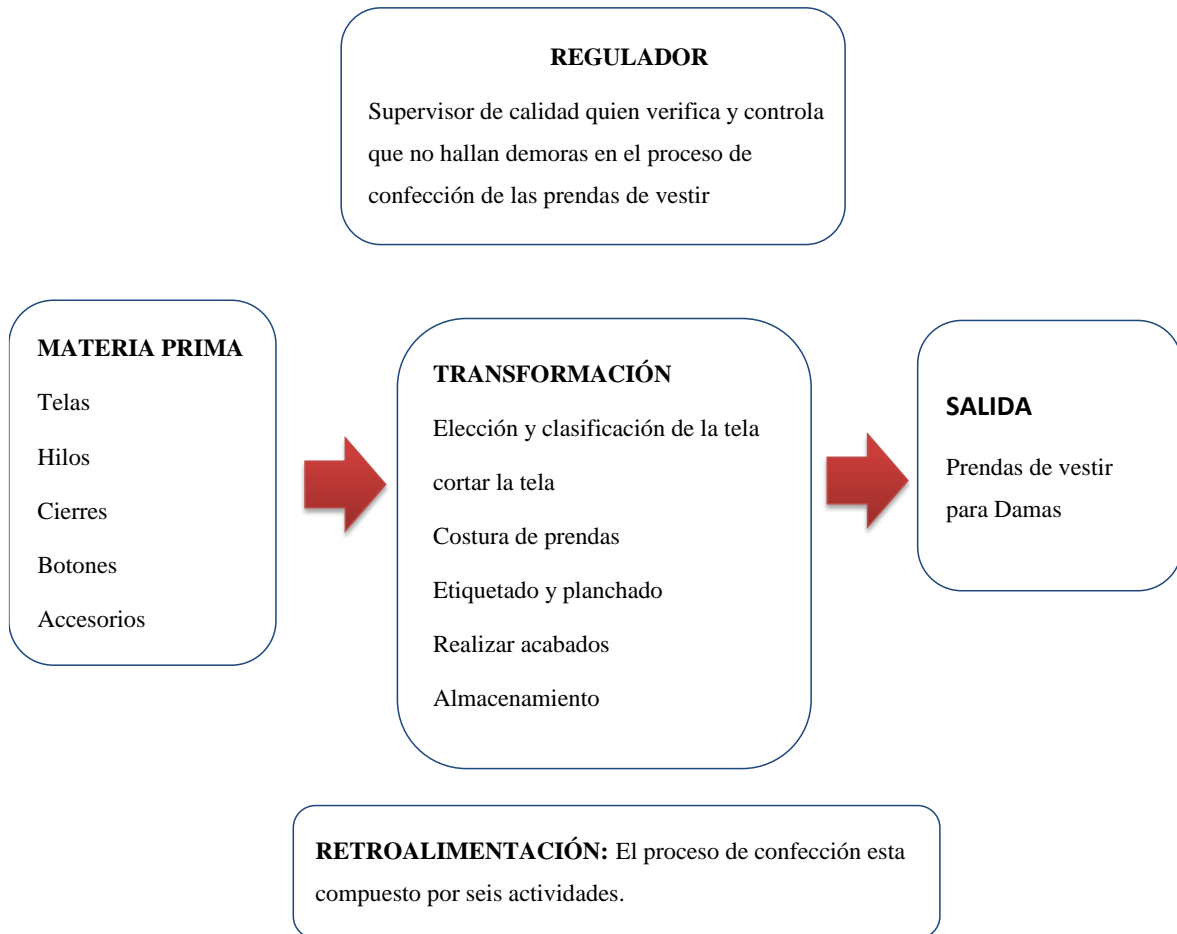 REGULADOR
Supervisor de calidad quien verifica y controla
que no hallan demoras en el proceso de
confección de las prendas de vestir
MATERIA PRIMA
Telas
Hilos
Cierres
Botones
Accesorios
TRANSFORMACIÓN
Elección y clasificación de la tela
cortar la tela
Costura de prendas
Etiquetado y planchado
Realizar acabados
Almacenamiento
SALIDA
Prendas de vestir
para Damas
RETROALIMENTACIÓN: El proceso de confección esta
compuesto por seis actividades.